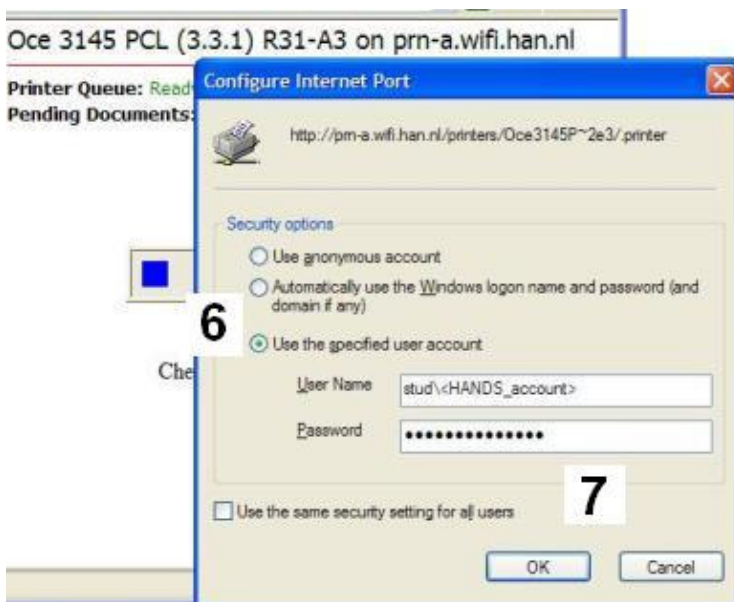 Oce 3145 PCL (3.3.1) R31-A3 on prn-a.wifi.han.nl
Printer Queue: Read
Pending Documents:
Configure Internet Port
http://prn-a.wifi.han.nl/printers/Oce3145P~2e3/.printer
Security options
Use anonymous account
Automatically use the Windows logon name and password (and
domain if any)
6
Use the specified user account
Che
User Name
stud\<HANDS_account>
Password
••••••••••••••
7
Use the same security setting for all users
OK
Cancel